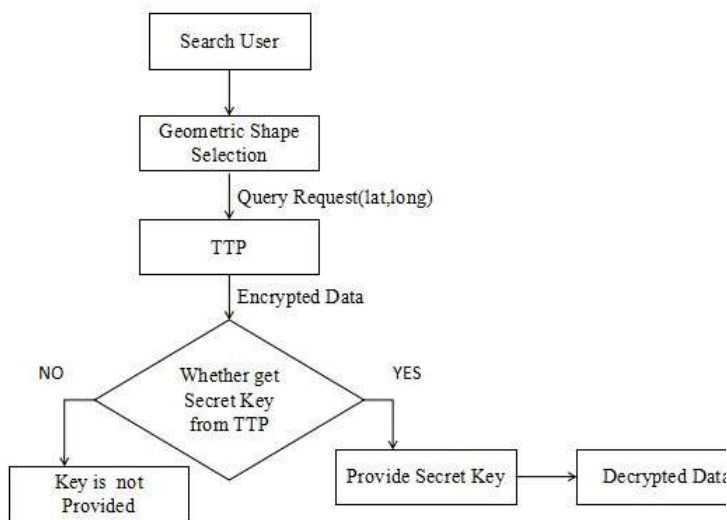 Search User
Geometric Shape
Selection
Query Request(lat,long)
TTP
Encrypted Data
NO
Whether get
Secret Key
from TTP
YES
Key is not
Provided
Provide Secret Key
Decrypted Data